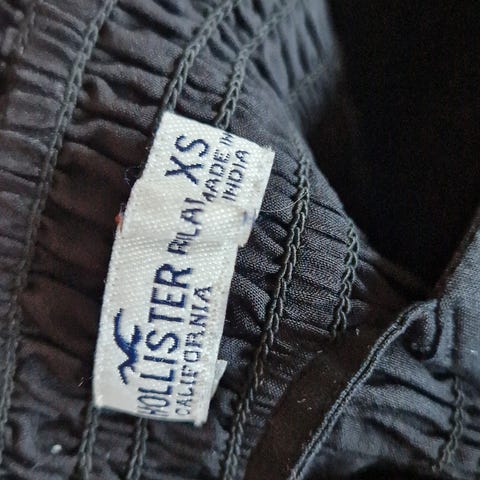 HOLLISTER
CALIFORNIA
XS
MADE IN
INDIA